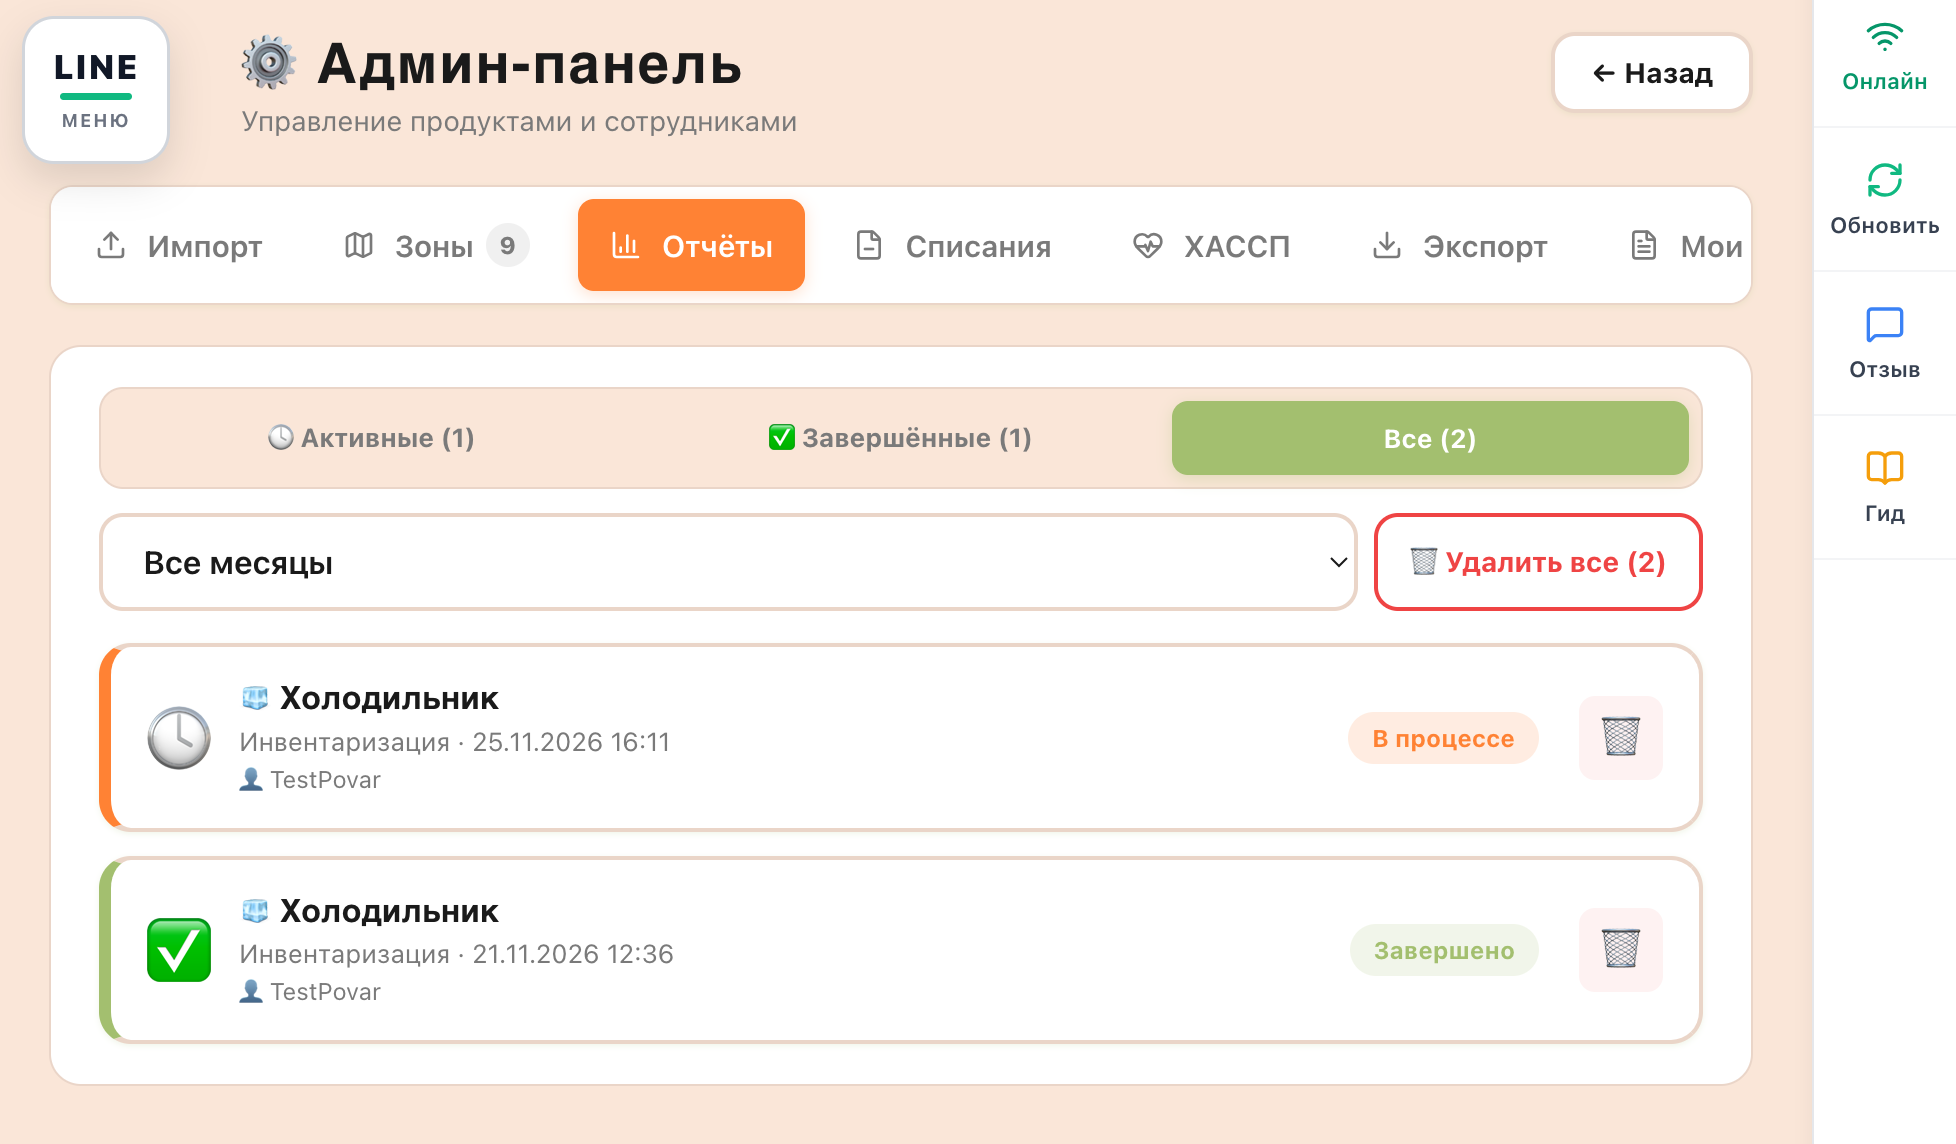 LINE
МЕНЮ
Админ-панель
Управление продуктами и сотрудниками
← Назад
Импорт
Зоны 9
Отчёты
Списания
ХАССП
Экспорт
Мои
Активные (1)
Завершённые (1)
Все (2)
Все месяцы
Удалить все (2)
Холодильник
Инвентаризация · 25.11.2026 16:11
TestPovar
В процессе
Холодильник
Инвентаризация · 21.11.2026 12:36
TestPovar
Завершено
Онлайн
Обновить
Отзыв
Гид